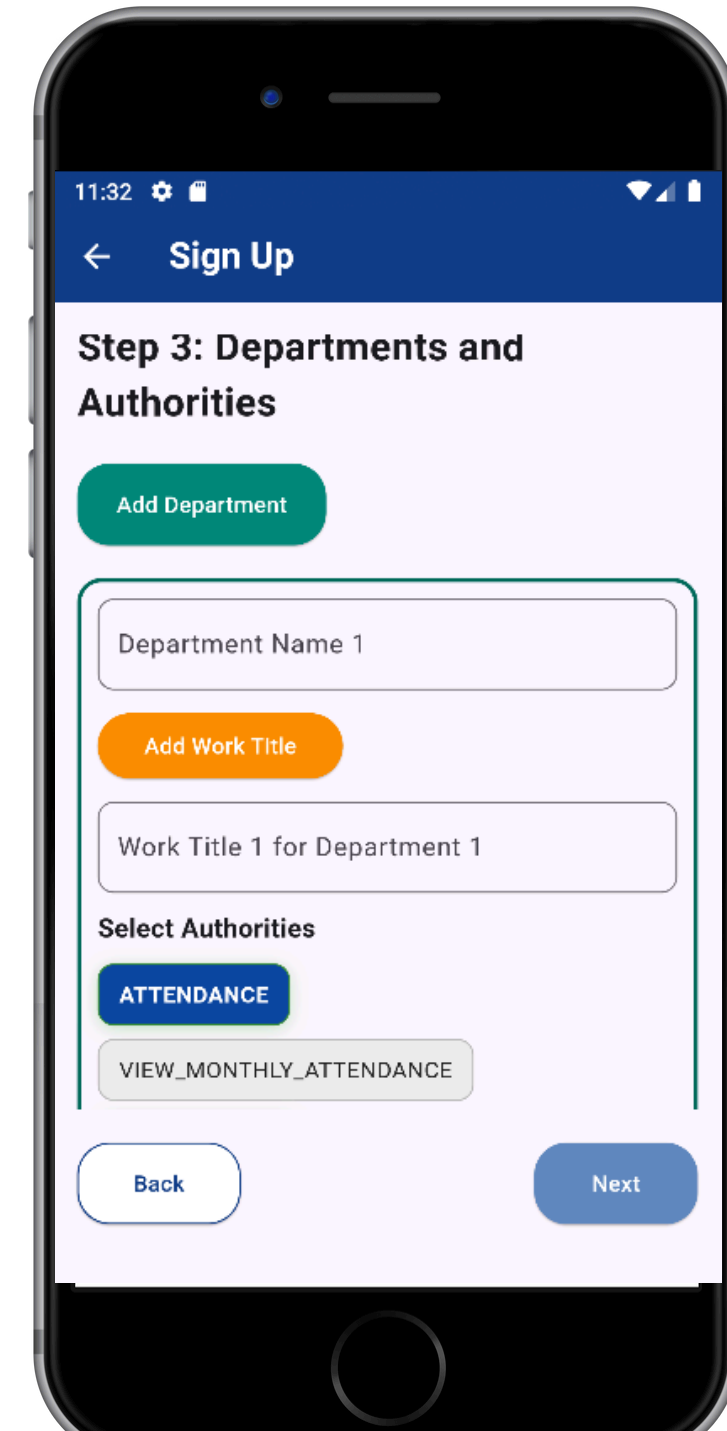 11:32
Sign Up
Step 3: Departments and
Authorities
Add Department
Department Name 1
Add Work Title
Work Title 1 for Department 1
Select Authorities
ATTENDANCE
VIEW_MONTHLY_ATTENDANCE
Back
Next